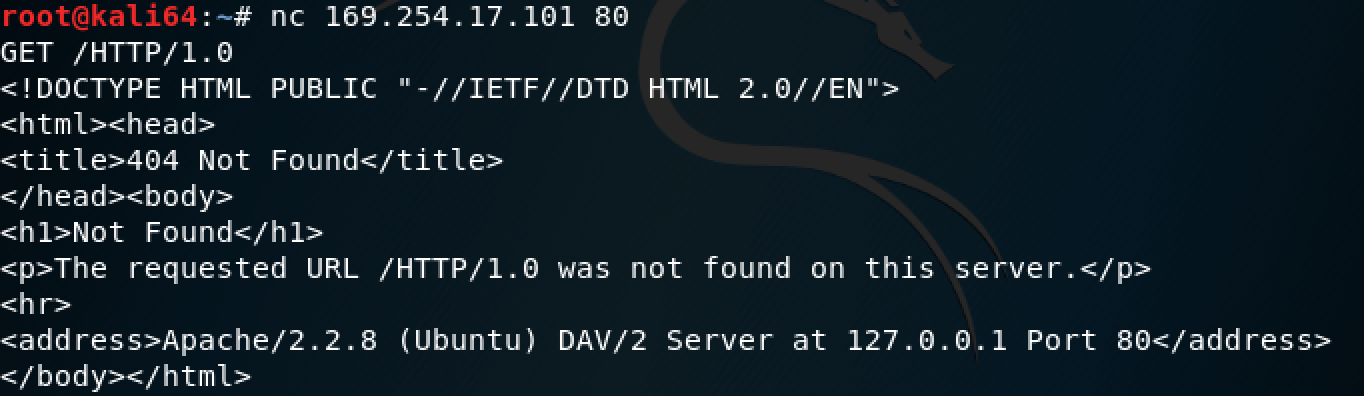 root@kali64:~# nc 169.254.17.101 80
GET /HTTP/1.0
<!DOCTYPE HTML PUBLIC "-//IETF//DTD HTML 2.0//EN">
<html><head>
<title>404 Not Found</title>
</head><body>
<h1>Not Found</h1>
<p>The requested URL /HTTP/1.0 was not found on this server.</p>
<hr>
<address>Apache/2.2.8 (Ubuntu) DAV/2 Server at 127.0.0.1 Port 80</address>
</body></html>